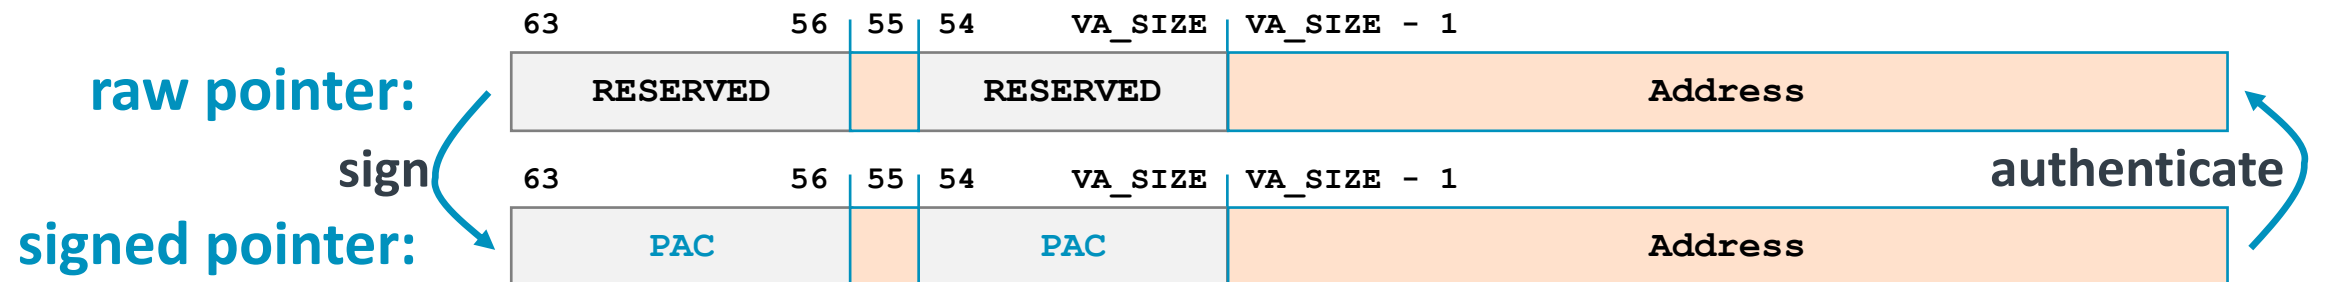 63 56 55 54 VA_SIZE VA_SIZE - 1
raw pointer: RESERVED RESERVED Address
sign authenticate
63 56 55 54 VA_SIZE VA_SIZE - 1
signed pointer: PAC PAC Address